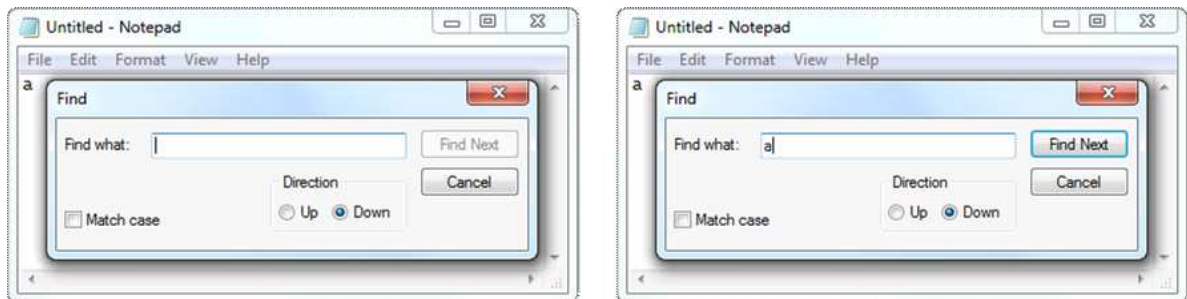 Untitled - Notepad
File Edit Format View Help
a
Find
Find what:
Find Next
Direction
Cancel
Up Down
Match case
Untitled - Notepad
File Edit Format View Help
a
Find
Find what: a
Find Next
Direction
Cancel
Up Down
Match case